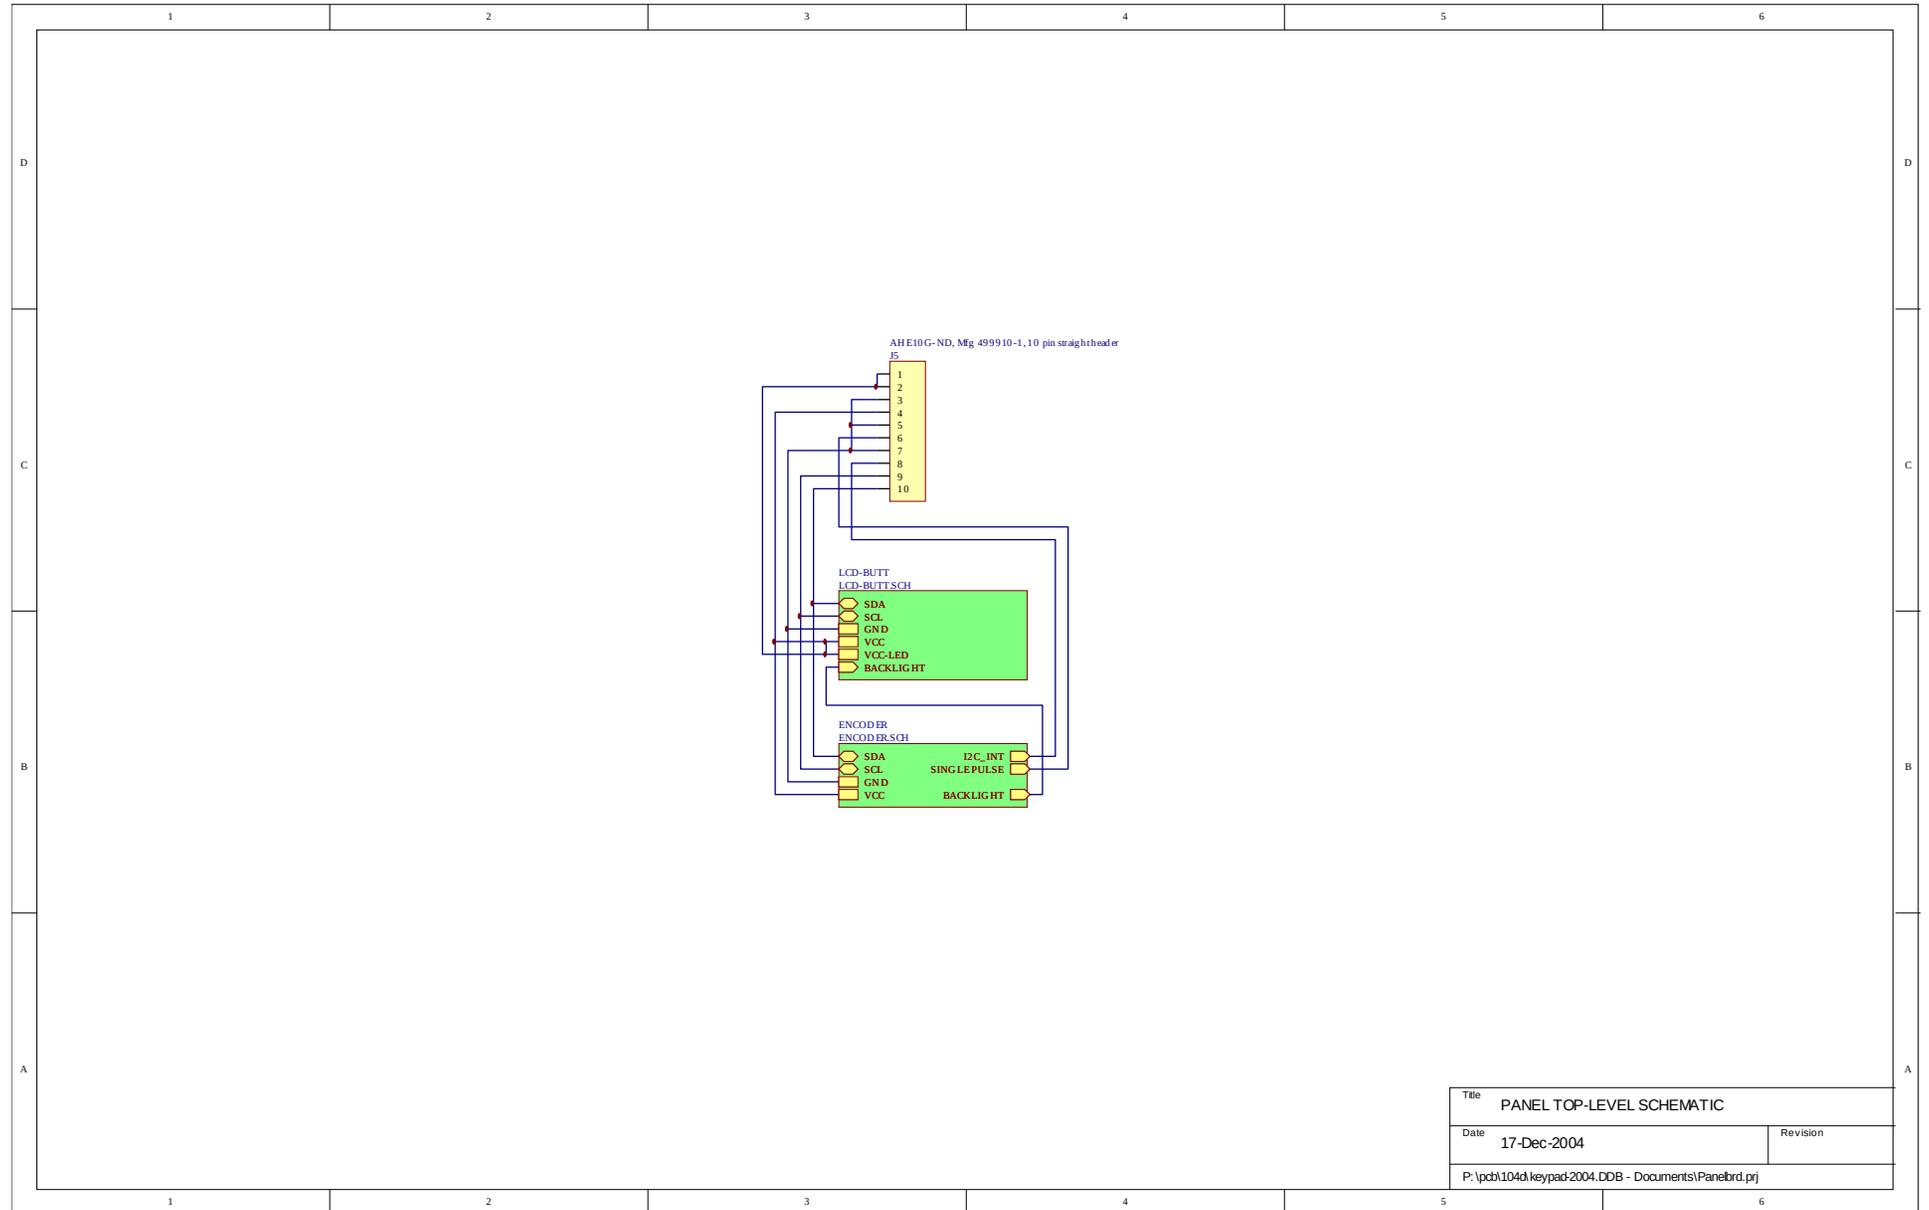 1 2 3 4 5 6
D D
AHE10G-ND, Mfg 499910-1, 10 pin straight header
J5
1
2
3
4
C C
5
6
7
8
9
10
LCD-BUTT
LCD-BUTT.SCH
SDA
SCL
GND
VCC
VCC-LED
BACKLIGHT
ENCODER
ENCODER.SCH
SDA I2C_INT
B B
SCL SINGLEPULSE
GND
VCC BACKLIGHT
A A
Title PANEL TOP-LEVEL SCHEMATIC
Date 17-Dec-2004 Revision
P:\pcb\104d\keypad-2004.DDB - Documents\Panelbrd.prj
1 2 3 4 5 6